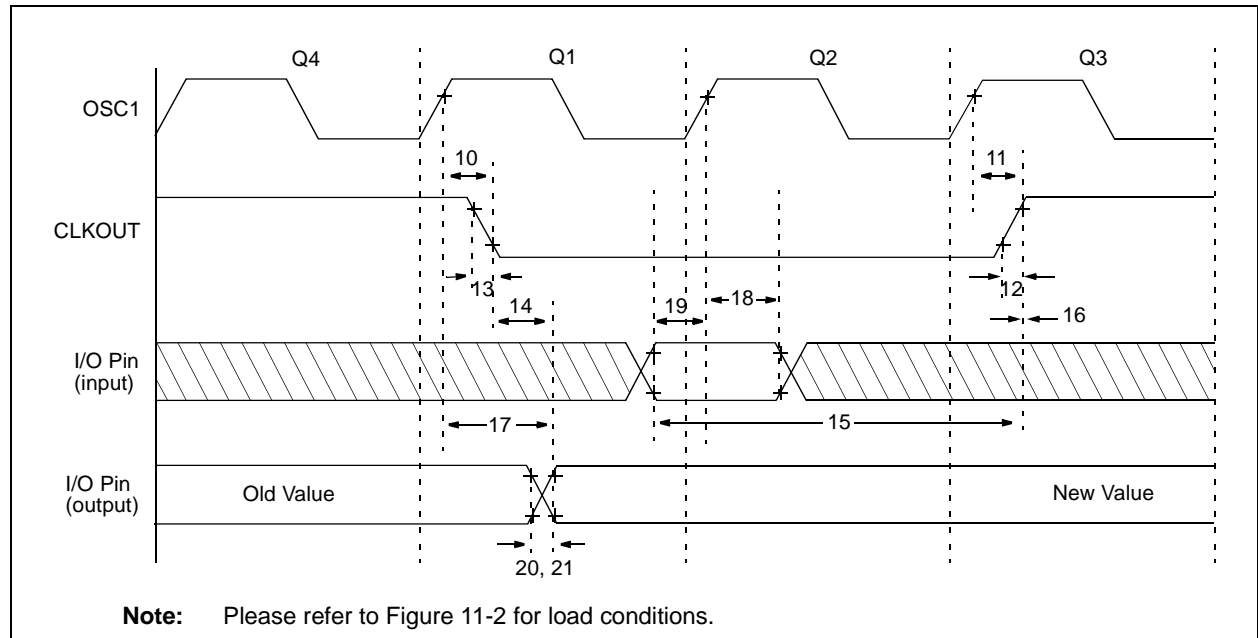 Q4 Q1 Q2 Q3
OSC1
10 11
CLKOUT
13 14 19 18 12
16
I/O Pin
(input)
17 15
I/O Pin
(output)
Old Value New Value
20, 21
Note: Please refer to Figure 11-2 for load conditions.